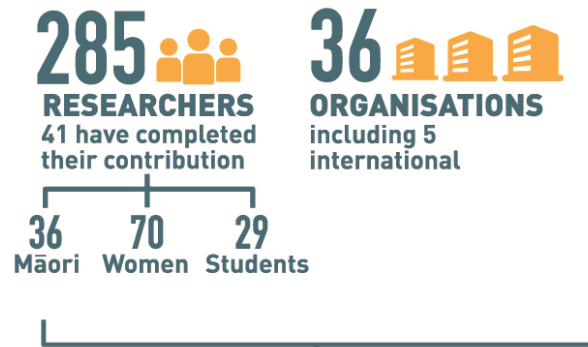 285
RESEARCHERS
41 have completed
their contribution
36 70 29
Māori Women Students
36
ORGANISATIONS
including 5
international